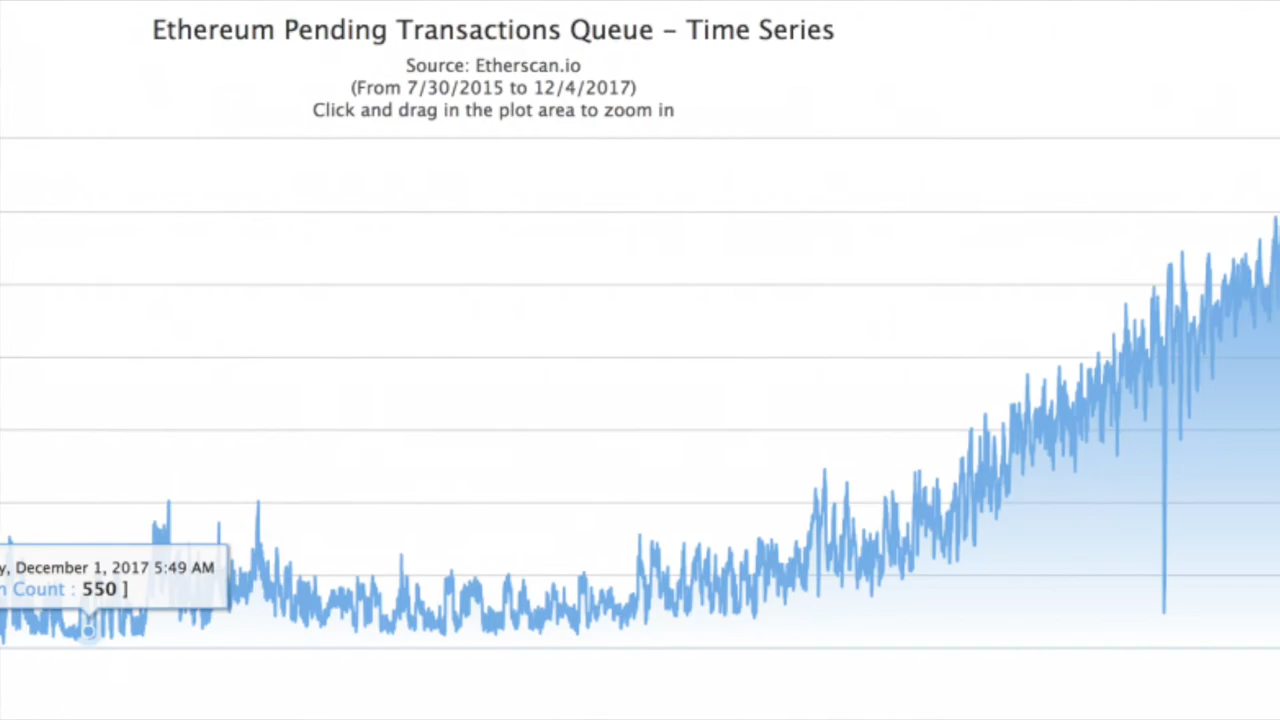 Ethereum Pending Transactions Queue – Time Series
Source: Etherscan.io
(From 7/30/2015 to 12/4/2017)
Click and drag in the plot area to zoom in
December 1, 2017 5:49 AM
Count : 550 ]